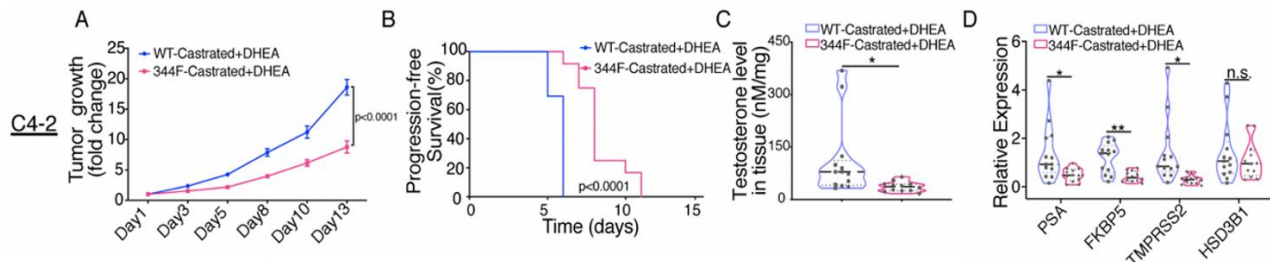 C4-2
A
WT-Castrated+DHEA
344F-Castrated+DHEA
Tumor growth
(fold change)
25
20
15
10
5
0
p<0.0001
Day1
Day3
Day5
Day8
Day10
Day13
B
WT-Castrated+DHEA
344F-Castrated+DHEA
Progression-free
Survival(%)
100
80
60
40
20
0
p<0.0001
0
5
10
15
Time (days)
C
WT-Castrated+DHEA
344F-Castrated+DHEA
Testosterone level
in tissue (nM/mg)
450
300
150
0
*
D
WT-Castrated+DHEA
344F-Castrated+DHEA
Relative Expression
6
4
2
0
*
**
*
n.s.
PSA
FKBP5
TMPRSS2
HSD3B1